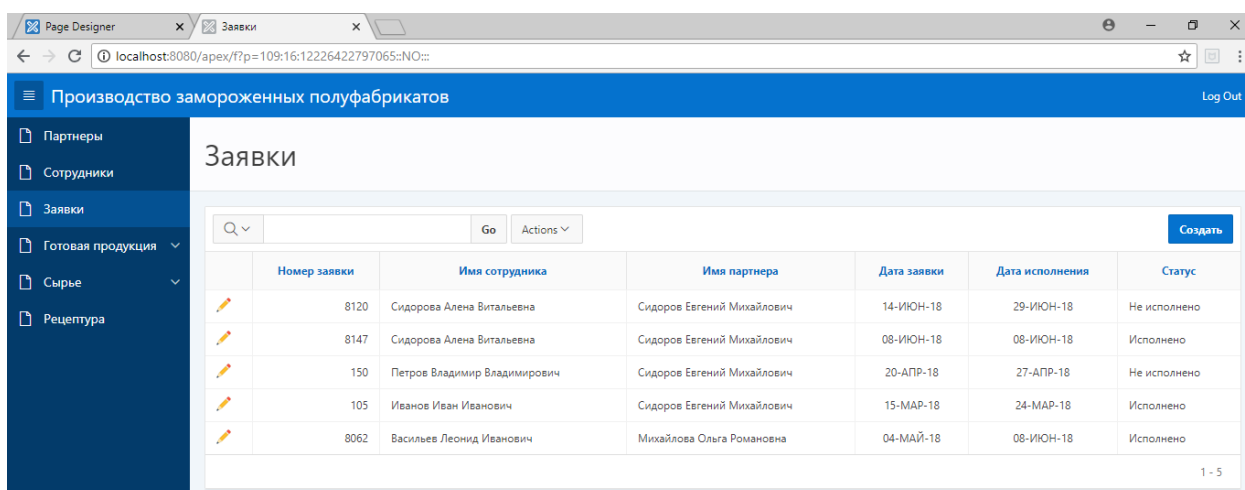 Page Designer Заявки
localhost:8080/apex/f?p=109:16:12226422797065::NO:::
Производство замороженных полуфабрикатов Log Out
Партнеры
Сотрудники
Заявки
Готовая продукция
Сырье
Рецептура
Заявки
Go Actions Создать
Номер заявки Имя сотрудника Имя партнера Дата заявки Дата исполнения Статус
8120 Сидорова Алена Витальевна Сидоров Евгений Михайлович 14-ИЮН-18 29-ИЮН-18 Не исполнено
8147 Сидорова Алена Витальевна Сидоров Евгений Михайлович 08-ИЮН-18 08-ИЮН-18 Исполнено
150 Петров Владимир Владимирович Сидоров Евгений Михайлович 20-АПР-18 27-АПР-18 Не исполнено
105 Иванов Иван Иванович Сидоров Евгений Михайлович 15-МАР-18 24-МАР-18 Исполнено
8062 Васильев Леонид Иванович Михайлова Ольга Романовна 04-МАЙ-18 08-ИЮН-18 Исполнено
1 - 5